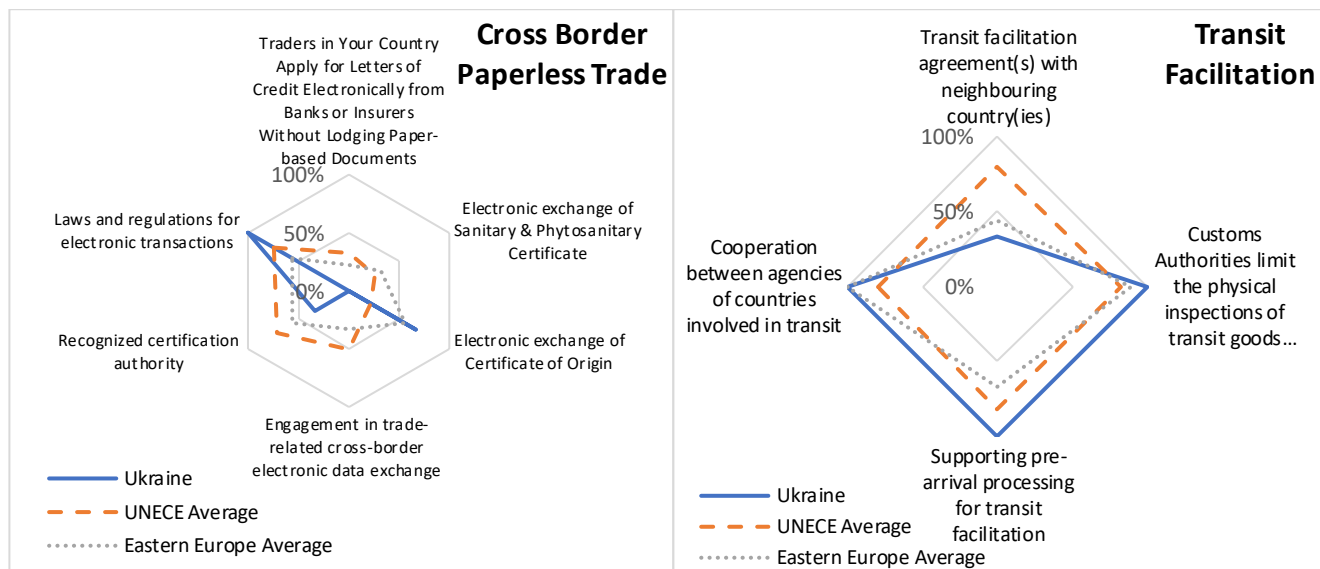 Cross Border
Paperless Trade
Traders in Your Country
Apply for Letters of
Credit Electronically from
Banks or Insurers
Without Lodging Paper-
based Documents
100%
50%
0%
Electronic exchange of
Sanitary & Phytosanitary
Certificate
Electronic exchange of
Certificate of Origin
Engagement in trade-
related cross-border
electronic data exchange
Recognized certification
authority
Laws and regulations for
electronic transactions
Ukraine
UNECE Average
Eastern Europe Average
Transit
Facilitation
Transit facilitation
agreement(s) with
neighbouring
country(ies)
100%
50%
0%
Customs
Authorities limit
the physical
inspections of
transit goods...
Supporting pre-
arrival processing
for transit
facilitation
Cooperation
between agencies
of countries
involved in transit
Ukraine
UNECE Average
Eastern Europe Average